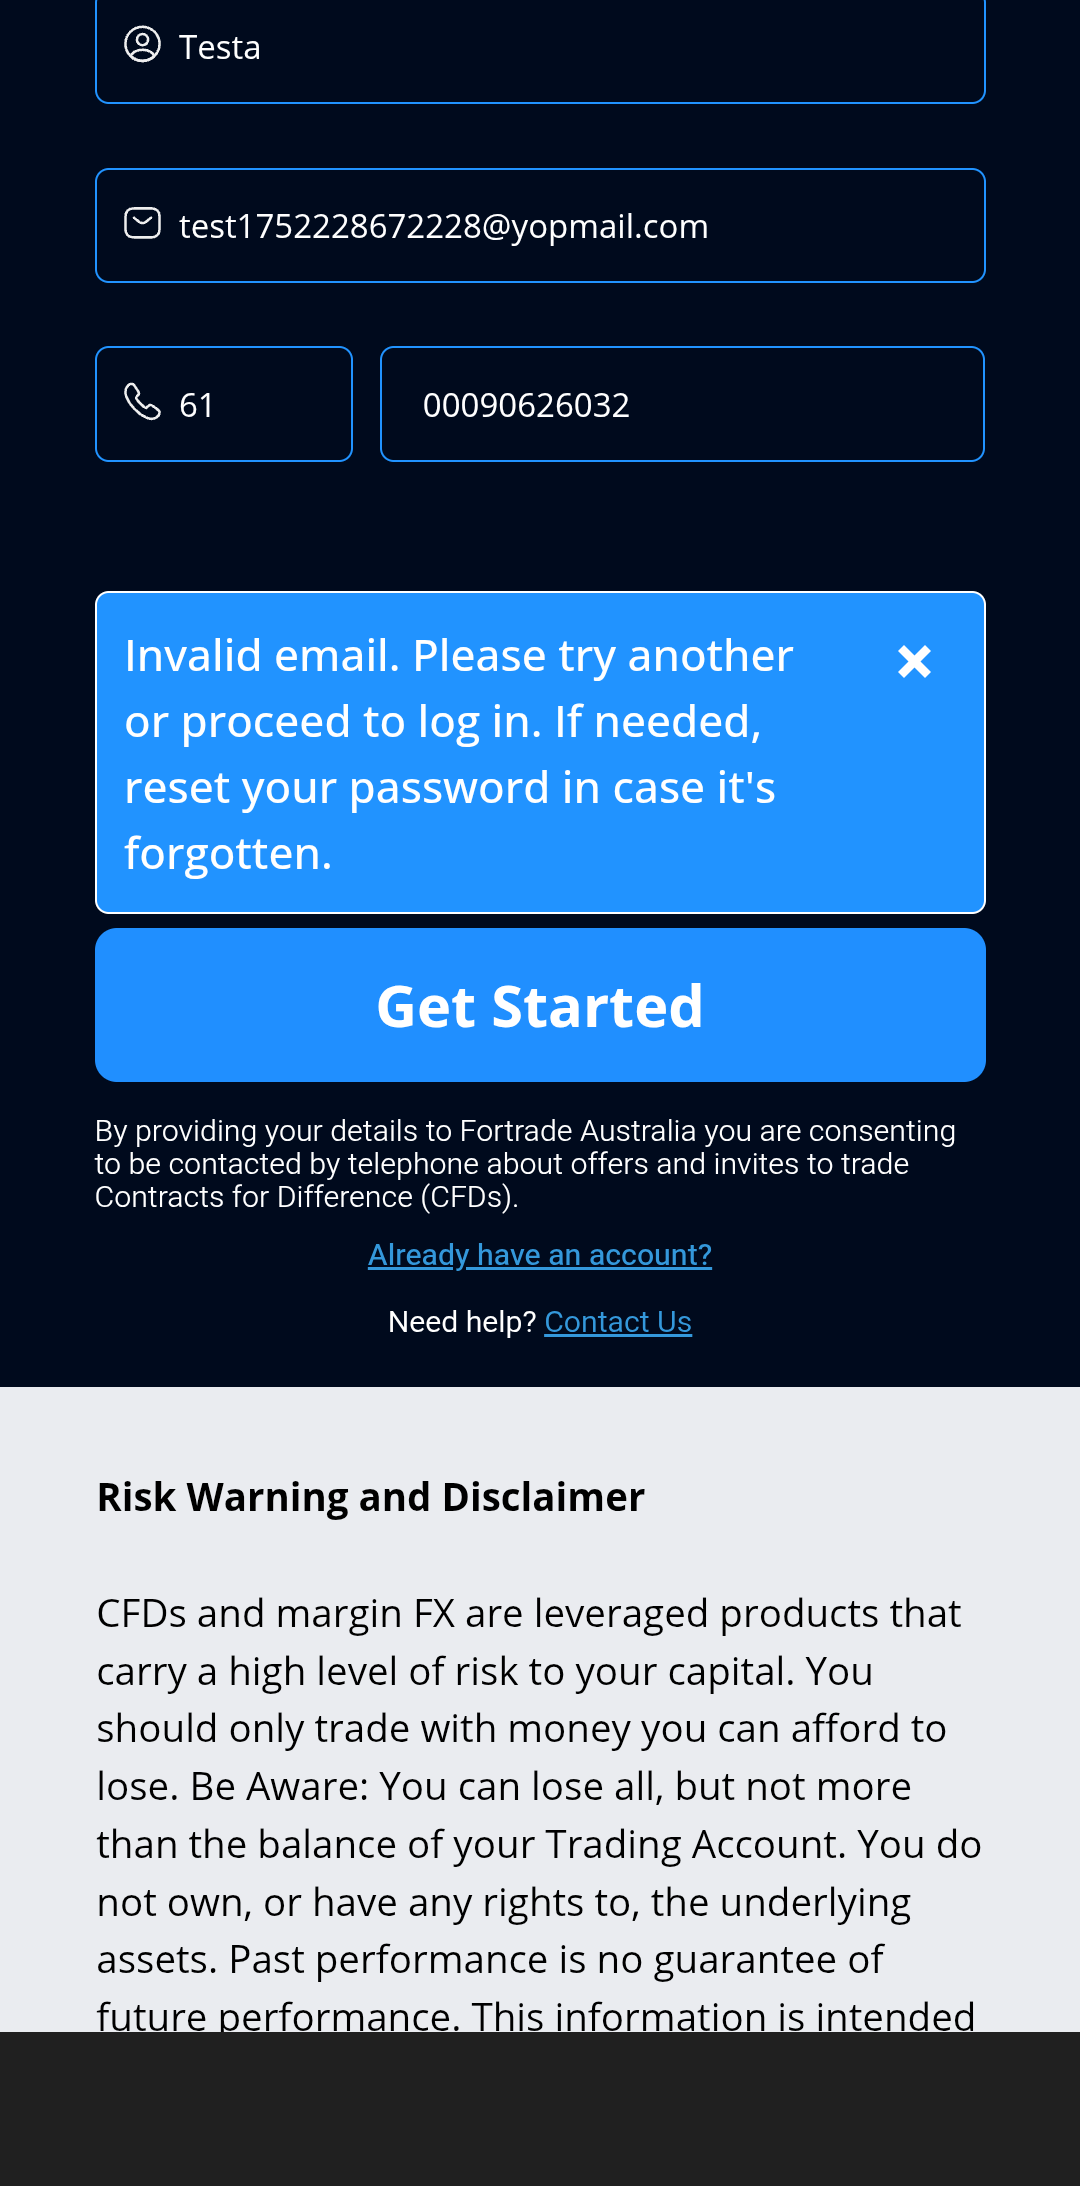 Testa
test1752228672228@yopmail.com
61
00090626032
Invalid email. Please try another
or proceed to log in. If needed,
reset your password in case it's
forgotten.
Get Started
By providing your details to Fortrade Australia you are consenting
to be contacted by telephone about offers and invites to trade
Contracts for Difference (CFDs).
Already have an account?
Need help? Contact Us
Risk Warning and Disclaimer
CFDs and margin FX are leveraged products that
carry a high level of risk to your capital. You
should only trade with money you can afford to
lose. Be Aware: You can lose all, but not more
than the balance of your Trading Account. You do
not own, or have any rights to, the underlying
assets. Past performance is no guarantee of
future performance. This information is intended